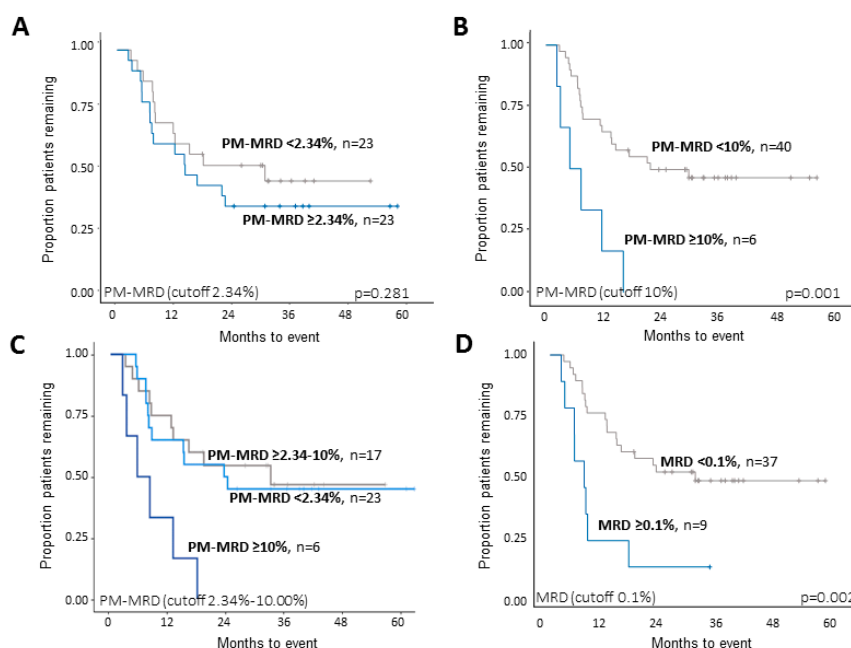 A
Proportion patients remaining
1.00
0.75
0.50
0.25
0.00
PM-MRD <2.34%, n=23
PM-MRD ≥2.34%, n=23
PM-MRD (cutoff 2.34%)
p=0.281
0 12 24 36 48 60
Months to event
B
Proportion patients remaining
1.00
0.75
0.50
0.25
0.00
PM-MRD <10%, n=40
PM-MRD ≥10%, n=6
PM-MRD (cutoff 10%)
p=0.001
0 12 24 36 48 60
Months to event
C
Proportion patients remaining
1.00
0.75
0.50
0.25
0.00
PM-MRD ≥2.34-10%, n=17
PM-MRD <2.34%, n=23
PM-MRD ≥10%, n=6
PM-MRD (cutoff 2.34%-10.00%)
0 12 24 36 48 60
Months to event
D
Proportion patients remaining
1.00
0.75
0.50
0.25
0.00
MRD <0.1%, n=37
MRD ≥0.1%, n=9
MRD (cutoff 0.1%)
p=0.002
0 12 24 36 48 60
Months to event